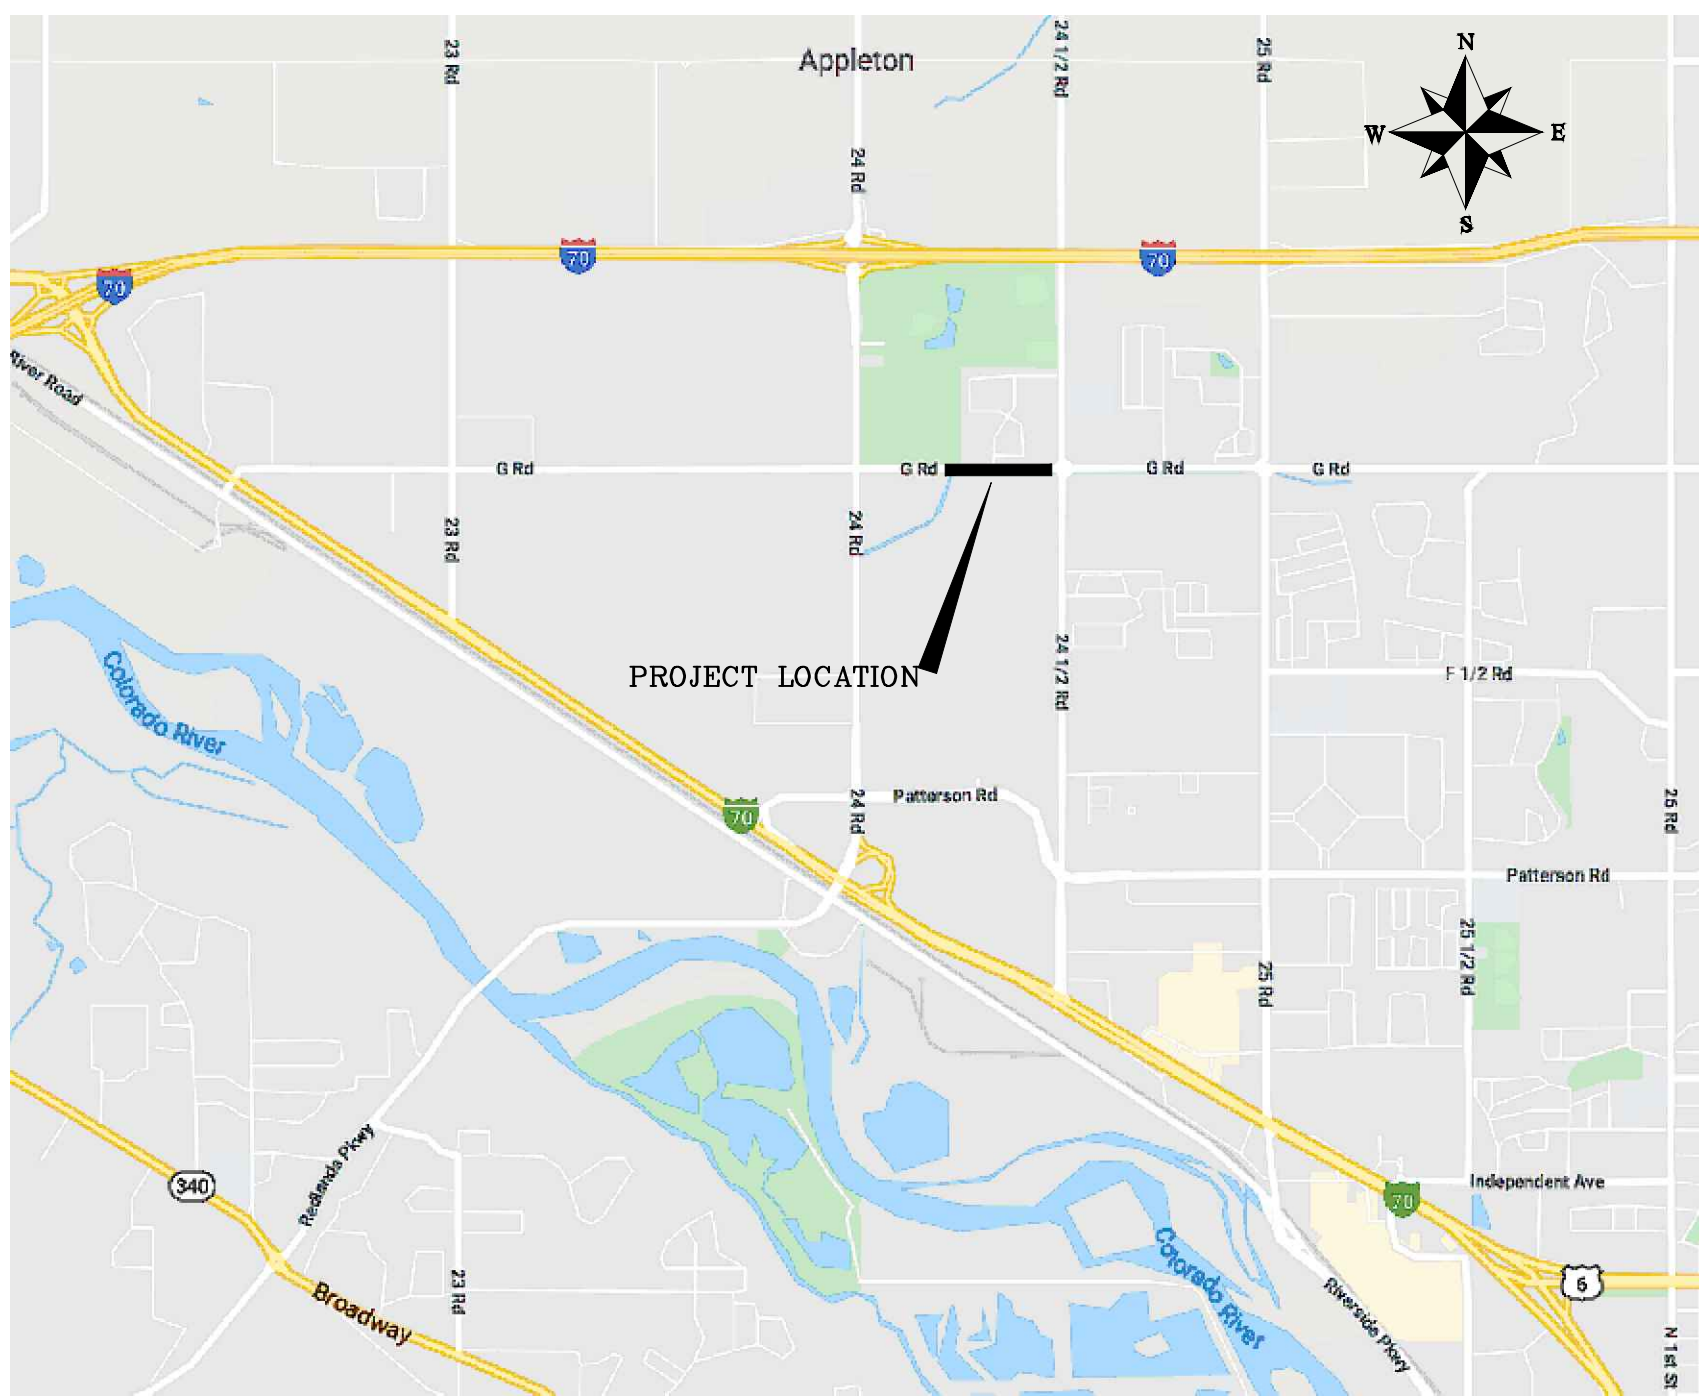 23 Rd
Appleton
24 1/2 Rd
25 Rd
N
W
E
S
24 Rd
70
70
70
River Road
G Rd
G Rd
G Rd
G Rd
23 Rd
24 Rd
PROJECT LOCATION
24 1/2 Rd
F 1/2 Rd
Colorado River
70
24 Rd
Patterson Rd
25 Rd
Patterson Rd
25 1/2 Rd
25 Rd
340
Redlands Pkwy
Independent Ave
70
Colorado River
23 Rd
Broadway
6
Riverside Pkwy
N 1st St